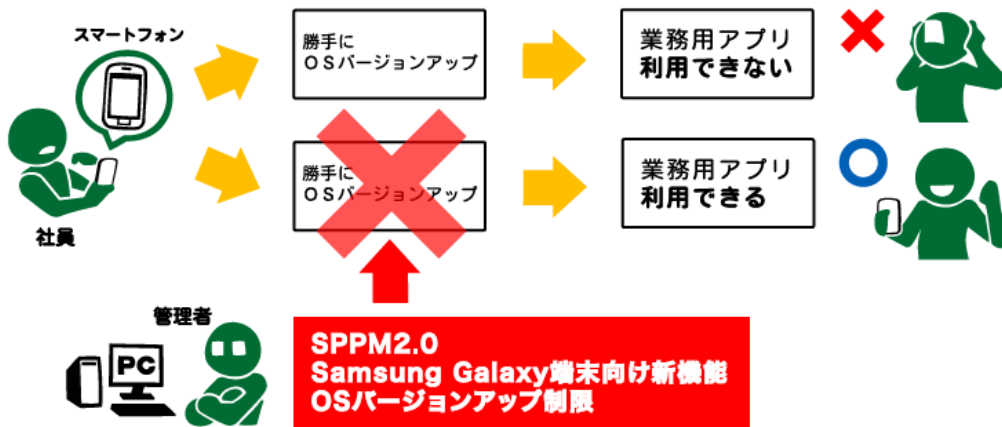 スマートフォン
勝手に
OSバージョンアップ
業務用アプリ
利用できない
勝手に
OSバージョンアップ
業務用アプリ
利用できる
社員
管理者
PC
SPPM2.0
Samsung Galaxy端末向け新機能
OSバージョンアップ制限